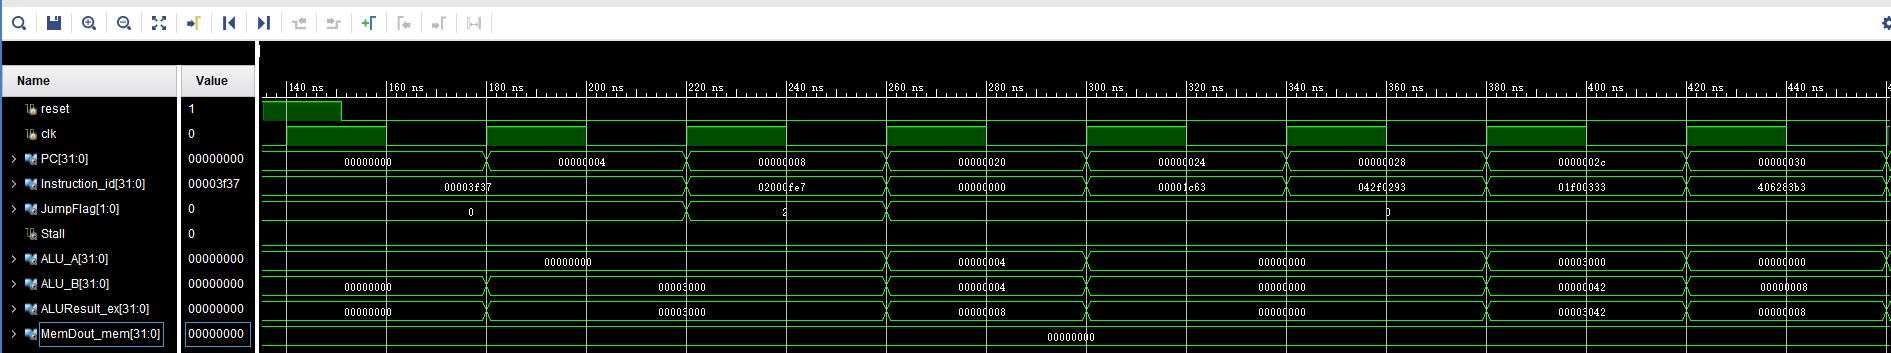 Name Value
140 ns 160 ns 180 ns 200 ns 220 ns 240 ns 260 ns 280 ns 300 ns 320 ns 340 ns 360 ns 380 ns 400 ns 420 ns 440 ns
reset 1
clk 0
PC[31:0] 00000000 00000000 00000004 00000008 00000020 00000024 00000028 0000002c 00000030
Instruction_id[31:0] 00003f37 00003f37 02000fe7 00000000 00001c63 042f0293 01f00333 406283b3
JumpFlag[1:0] 0 0 2 0
Stall 0
ALU_A[31:0] 00000000 00000000 00000004 00000000 00003000 00000000
ALU_B[31:0] 00000000 00000000 00003000 00000004 00000000 00000042 00000008
ALUResult_ex[31:0] 00000000 00000000 00003000 00000008 00000000 00003042 00000008
MemDout_mem[31:0] 00000000 00000000